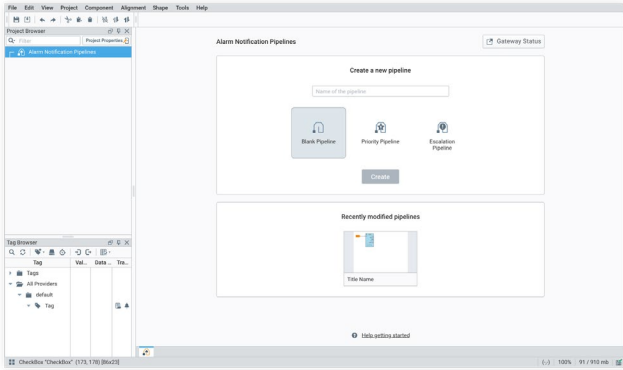 File Edit View Project Component Alignment Shape Tools Help
Project Browser
Filter
Project Properties
Alarm Notification Pipelines
Alarm Notification Pipelines
Gateway Status
Create a new pipeline
Name of the pipeline
Blank Pipeline
Priority Pipeline
Escalation
Pipeline
Create
Recently modified pipelines
Title Name
Help getting started
Tag Browser
Tag Val... Data ... Tra...
Tags
All Providers
default
Tag
CheckBox "CheckBox" (173, 178) [86x23]
100% 91 / 910 mb